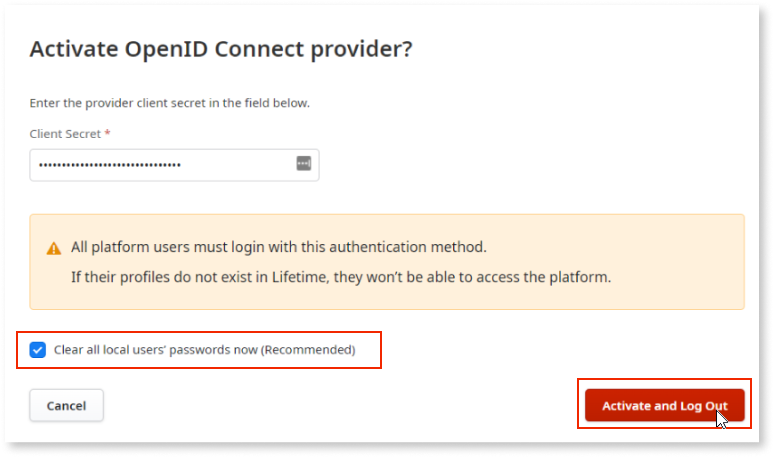 Activate OpenID Connect provider?
Enter the provider client secret in the field below.
Client Secret *
•••••••••••••••••••••••••••••••
All platform users must login with this authentication method.
If their profiles do not exist in Lifetime, they won't be able to access the platform.
Clear all local users' passwords now (Recommended)
Cancel
Activate and Log Out